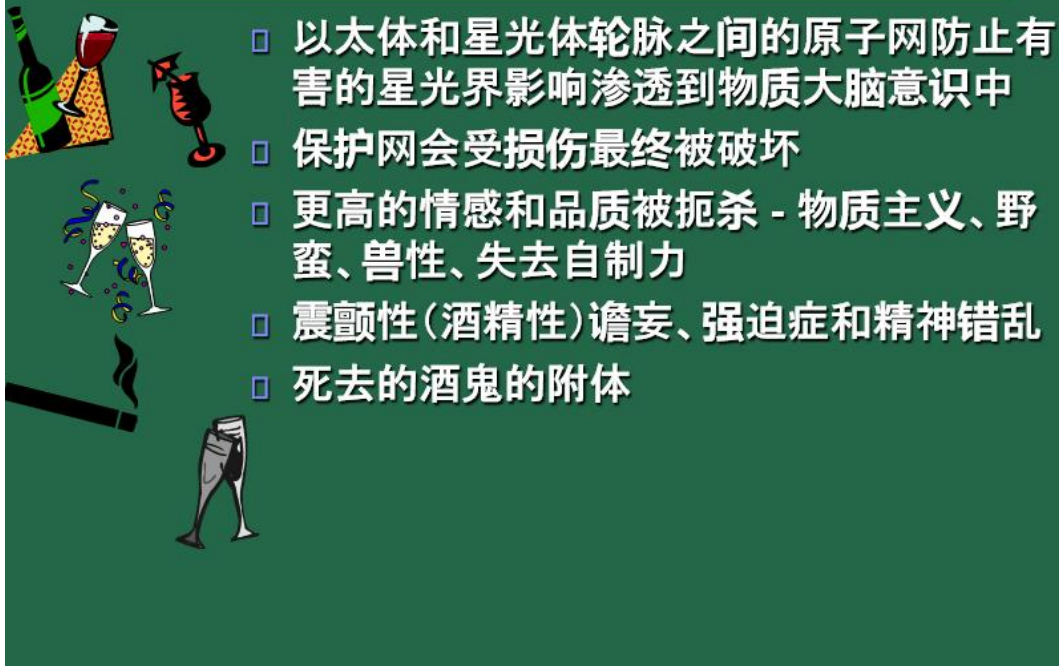 以太体和星光体轮脉之间的原子网防止有
害的星光界影响渗透到物质大脑意识中
保护网会受损伤最终被破坏
更高的情感和品质被扼杀 - 物质主义、野
蛮、兽性、失去自制力
震颤性（酒精性）谵妄、强迫症和精神错乱
死去的酒鬼的附体